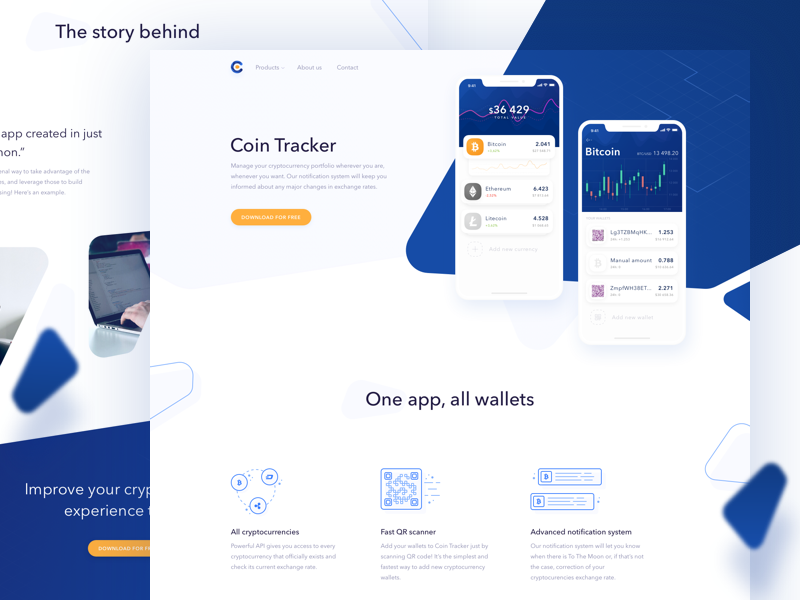 The story behind
app created in just
non.”
mal way to take advantage of the
s, and leverage those to build
sing! Here's an example.
Improve your cryp
experience t
DOWNLOAD FOR FR
Products
About us
Contact
Coin Tracker
Manage your cryptocurrency portfolio wherever you are,
whenever you want. Our notification system will keep you
informed about any major changes in exchange rates.
DOWNLOAD FOR FREE
9:41
$36 429
TOTAL VALUE
Bitcoin 2.041
Ethereum 6.423
Litecoin 4.528
Add new currency
9:41
Bitcoin 13 498.20
Lg3TZBMqHK... 1.253
Manual amount 0.788
ZmpfWH38ET... 2.271
Add new wallet
One app, all wallets
All cryptocurrencies
Powerful API gives you access to every
cryptocurrency that officially exists and
check its current exchange rate.
Fast QR scanner
Add your wallets to Coin Tracker just by
scanning QR code! It's the simplest and
fastest way to add new cryptocurrency
wallets.
Advanced notification system
Our notification system will let you know
when there is To The Moon or, if that's not
the case, correction of your
cryptocurencies exchange rate.